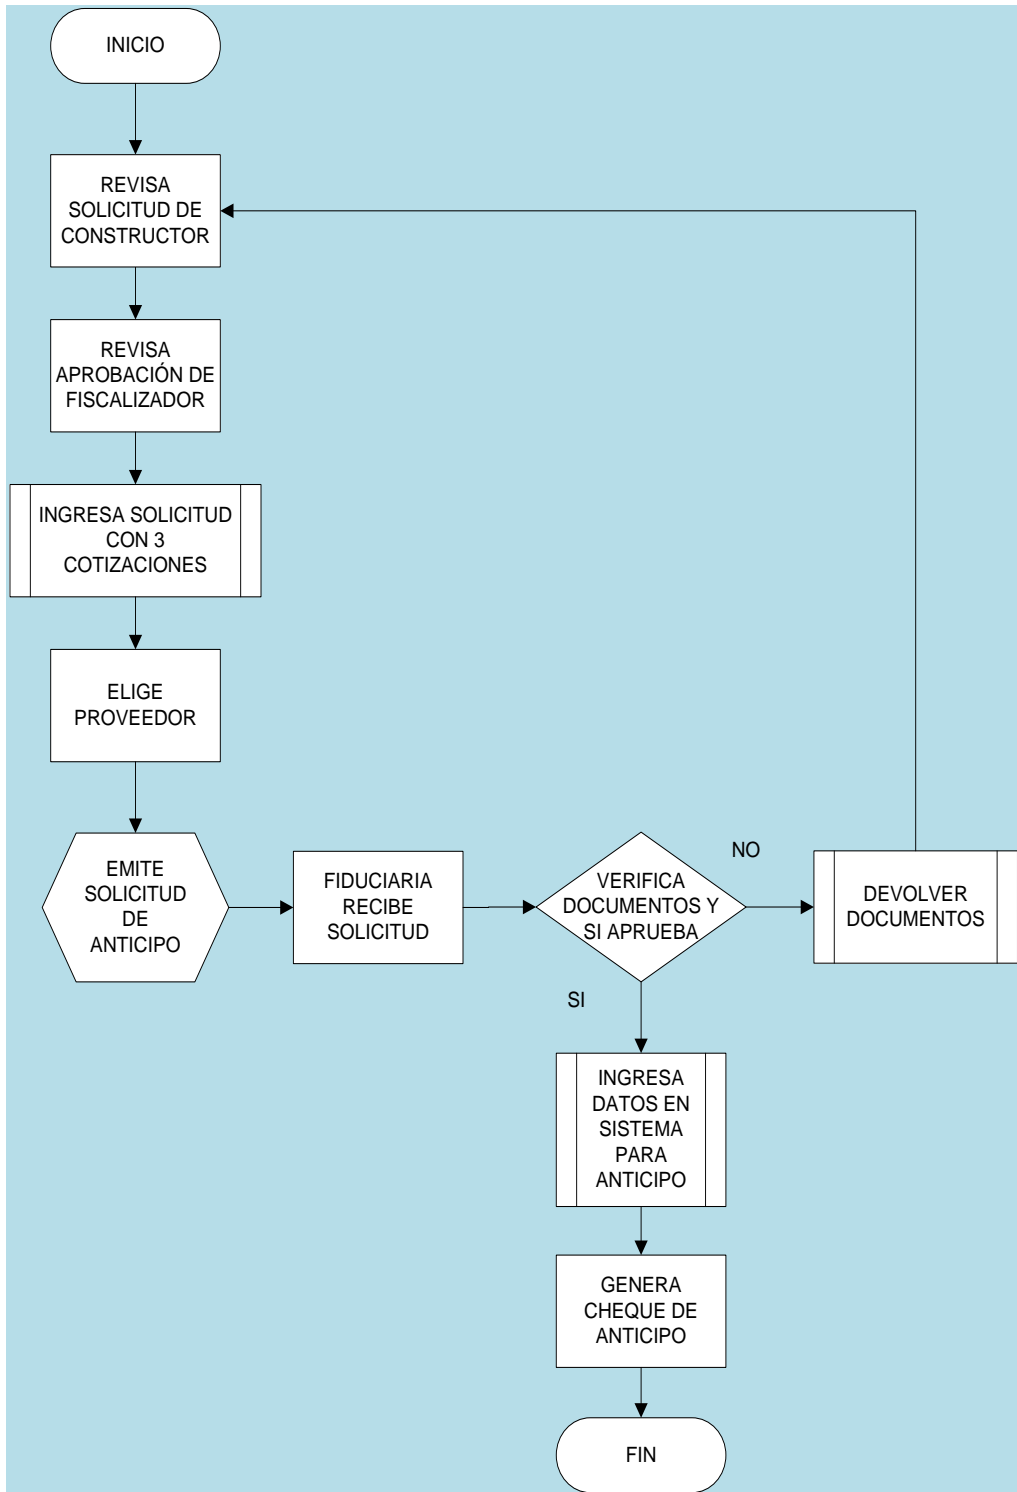 INICIO
REVISA
SOLICITUD DE
CONSTRUCTOR
REVISA
APROBACIÓN DE
FISCALIZADOR
INGRESA SOLICITUD
CON 3
COTIZACIONES
ELIGE
PROVEEDOR
EMITE
SOLICITUD
DE
ANTICIPO
FIDUCIARIA
RECIBE
SOLICITUD
VERIFICA
DOCUMENTOS Y
SI APRUEBA
NO
DEVOLVER
DOCUMENTOS
SI
INGRESA
DATOS EN
SISTEMA
PARA
ANTICIPO
GENERA
CHEQUE DE
ANTICIPO
FIN